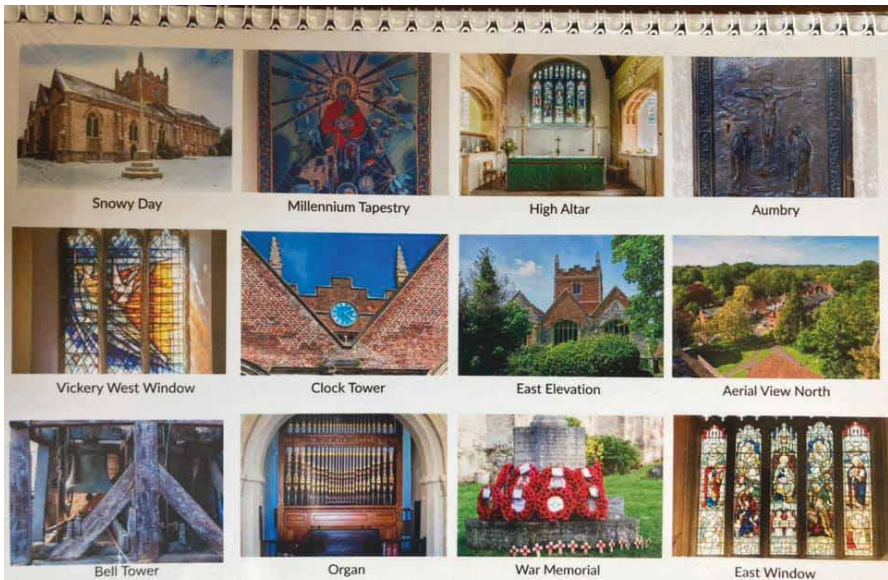 Snowy Day
Millennium Tapestry
High Altar
Aumbry
Vickery West Window
Clock Tower
East Elevation
Aerial View North
Bell Tower
Organ
War Memorial
East Window